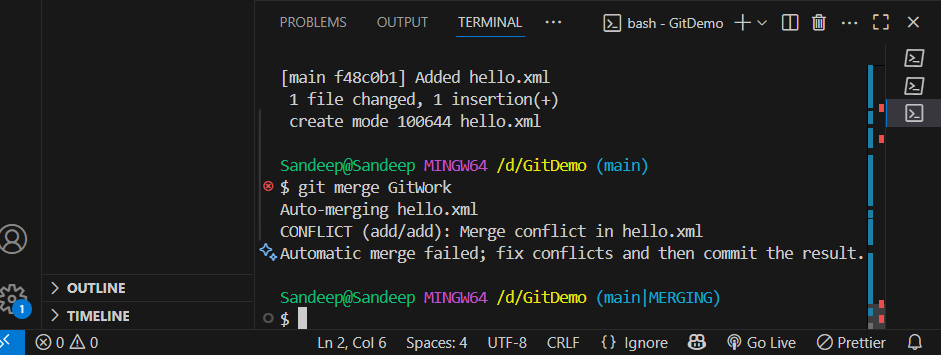 PROBLEMS OUTPUT TERMINAL ··· bash - GitDemo
[main f48c0b1] Added hello.xml
1 file changed, 1 insertion(+)
create mode 100644 hello.xml
Sandeep@Sandeep MINGW64 /d/GitDemo (main)
$ git merge GitWork
Auto-merging hello.xml
CONFLICT (add/add): Merge conflict in hello.xml
Automatic merge failed; fix conflicts and then commit the result.
Sandeep@Sandeep MINGW64 /d/GitDemo (main|MERGING)
$
OUTLINE
TIMELINE
1
0 0 Ln 2, Col 6 Spaces: 4 UTF-8 CRLF {} Ignore Go Live Prettier